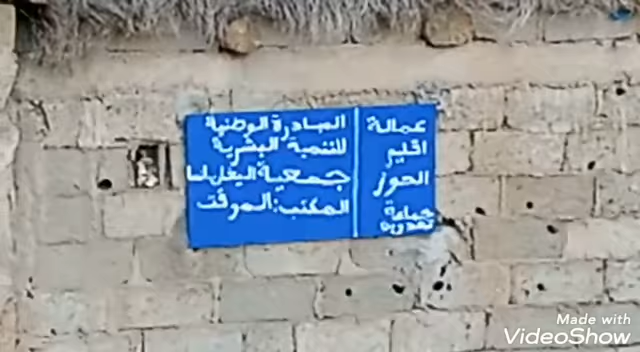 عمالة
اقليم
الحوز
جماعة
المبادرة الوطنية
للتنمية البشرية
جمعية
المكتب: الموقت
Made with
VideoShow